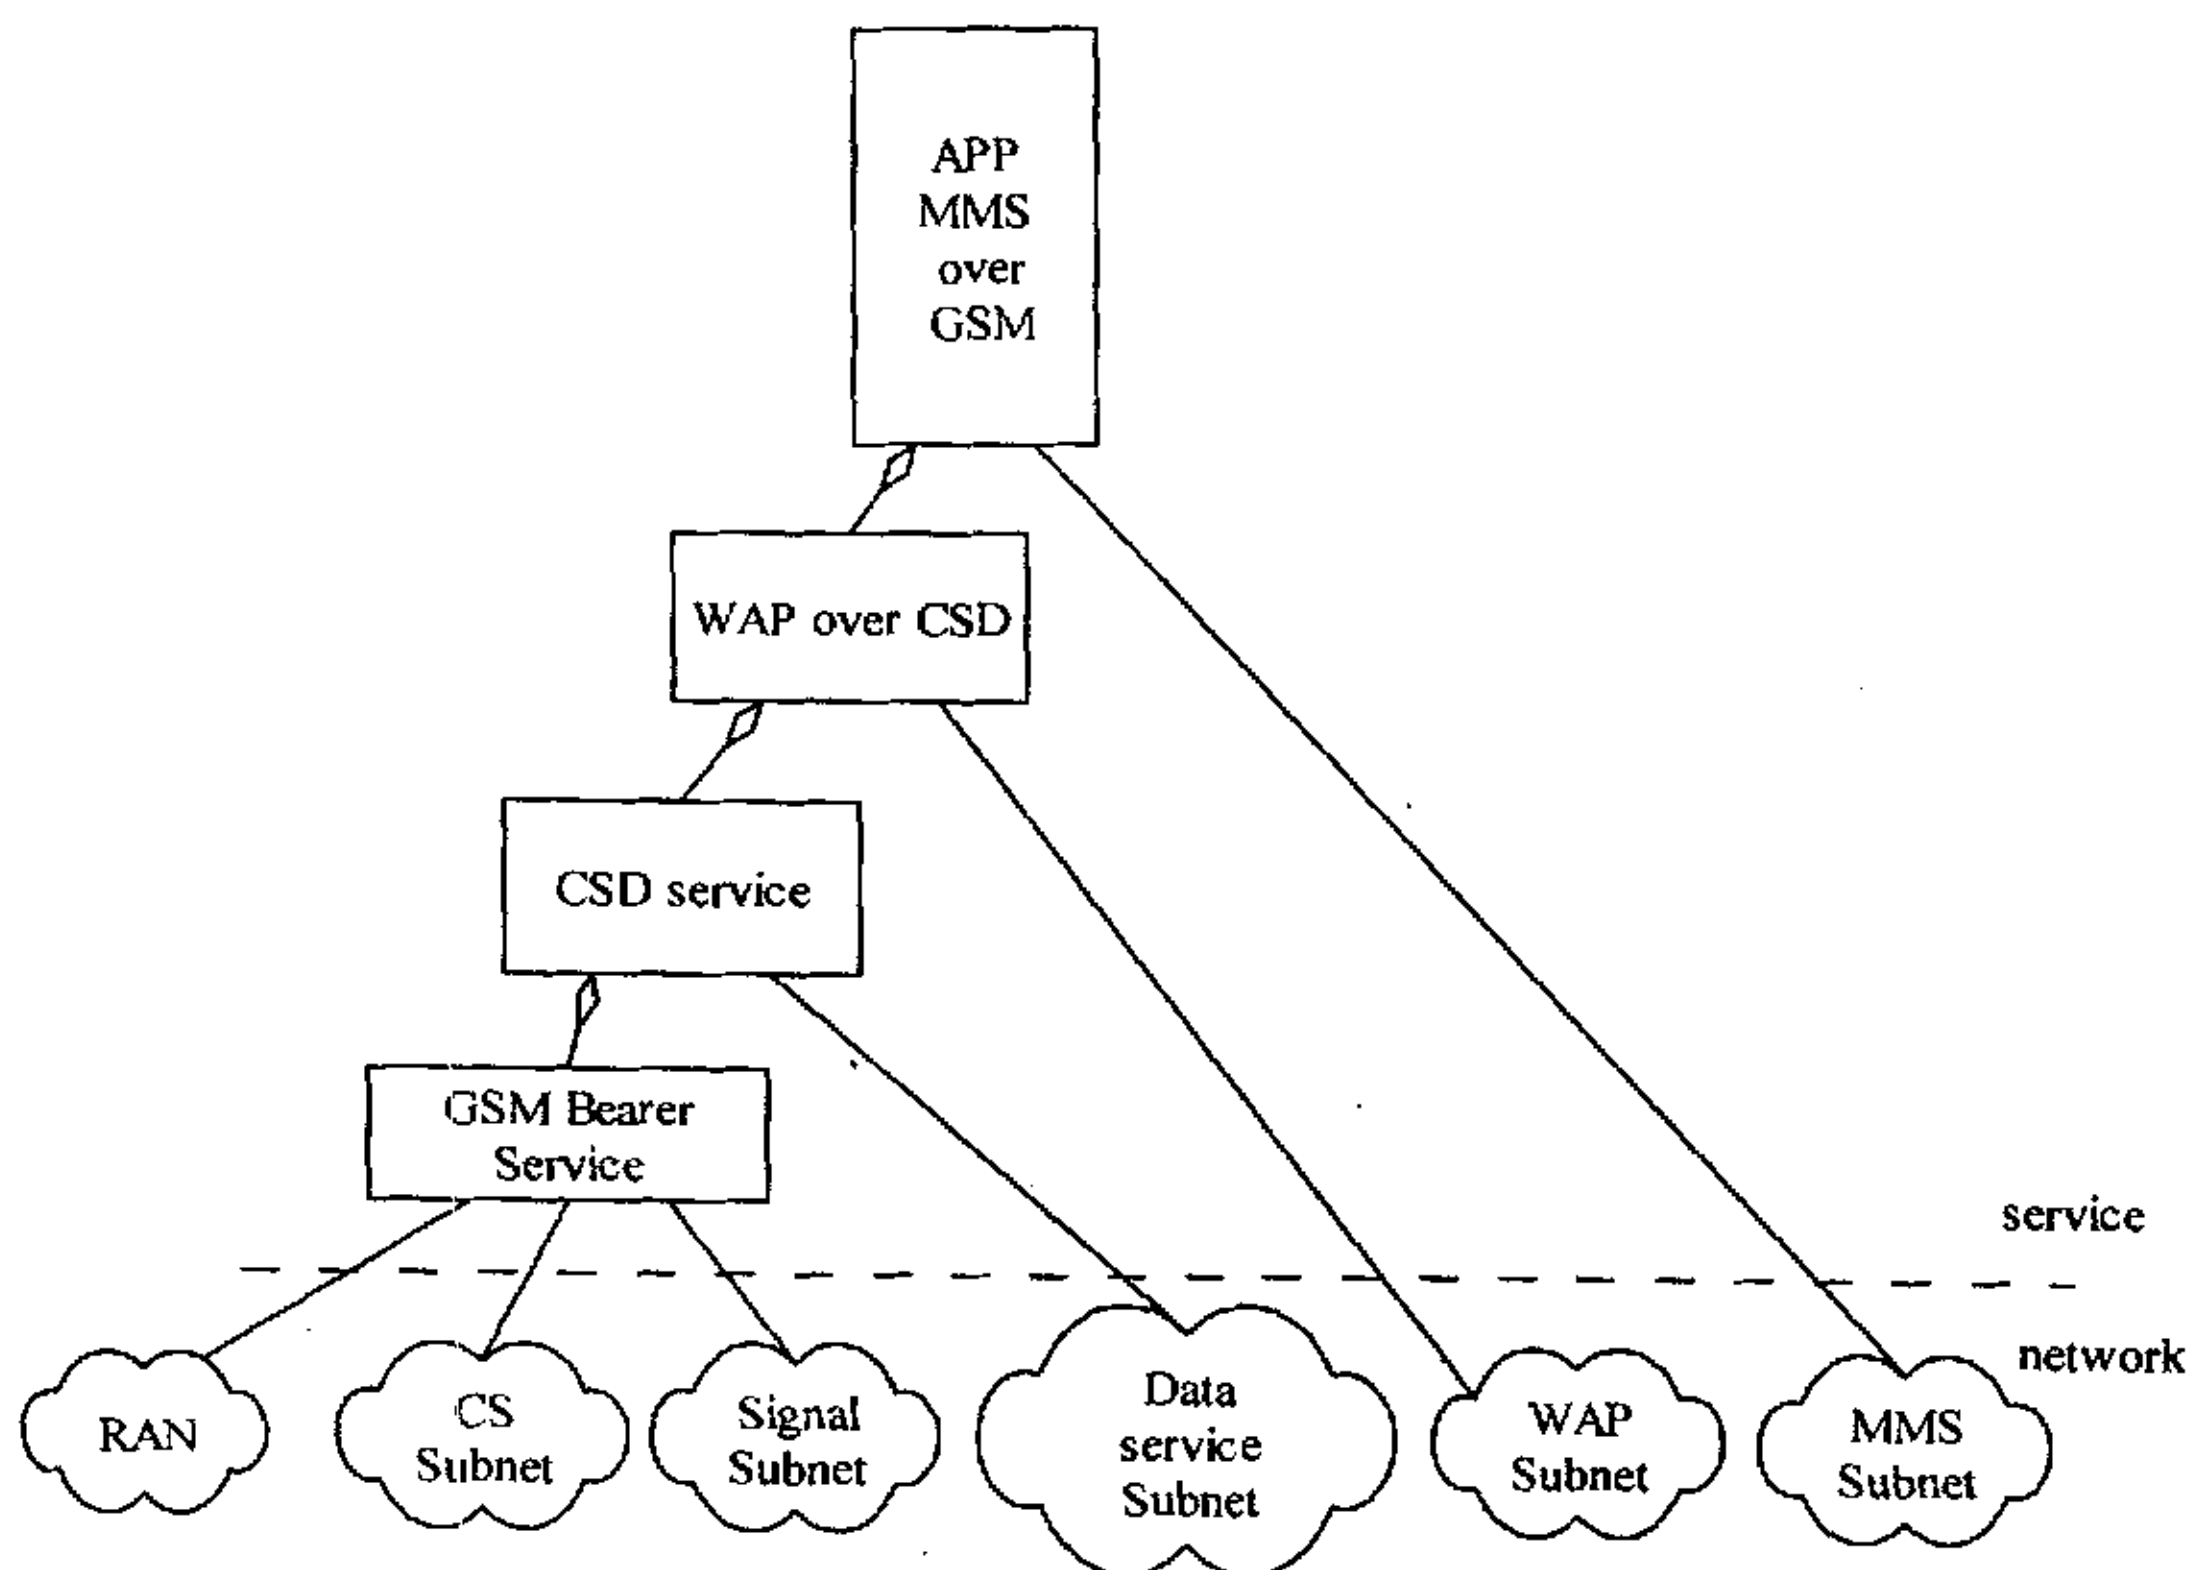 APP
MMS
over
GSM
WAP over CSD
CSD service
GSM Bearer
Service
service
network
RAN
CS
Subnet
Signal
Subnet
Data
service
Subnet
WAP
Subnet
MMS
Subnet